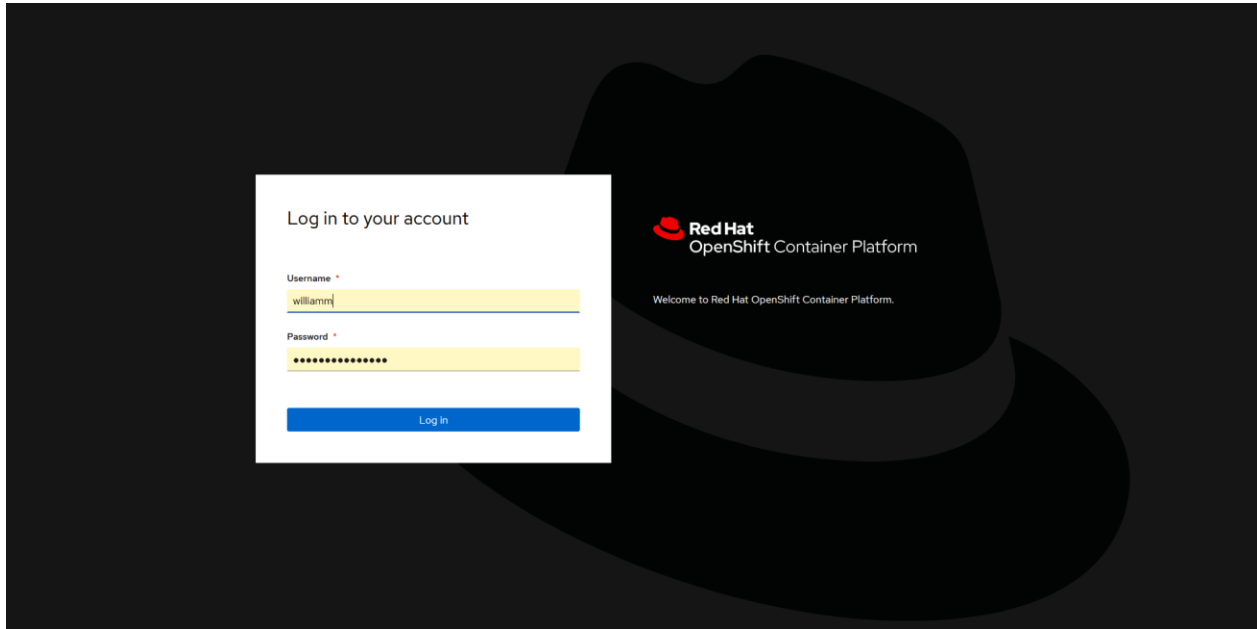 Log in to your account
Username *
williamm
Password *
•••••••••••••••
Log in
Red Hat
OpenShift Container Platform
Welcome to Red Hat OpenShift Container Platform.